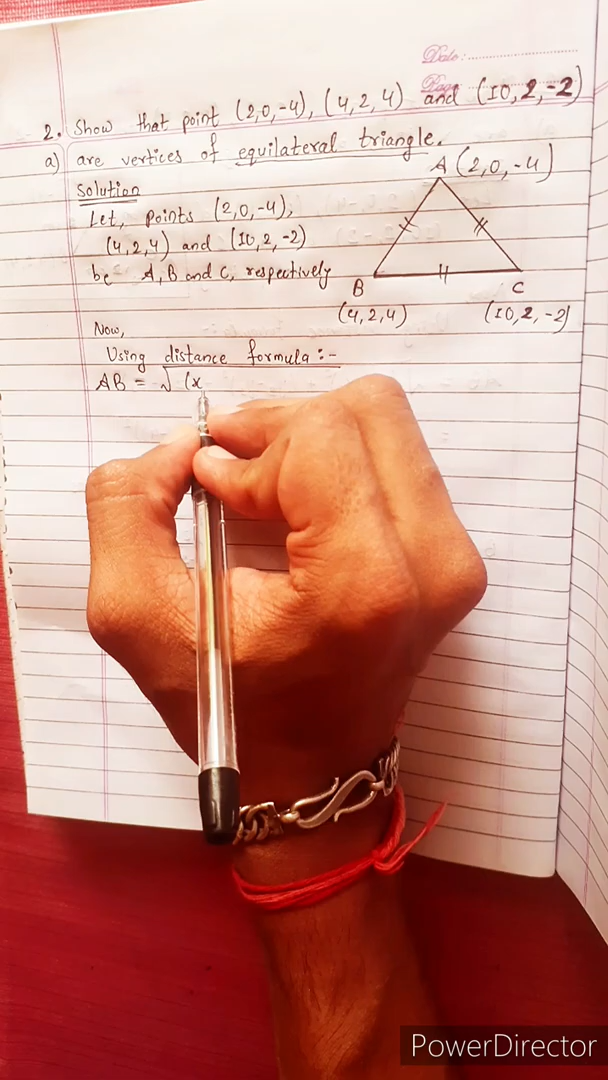 Date: ....................
Page: ....................
2. Show that point (2,0,-4), (4,2,4) and (10,2,-2)
a) are vertices of equilateral triangle.
Solution
Let, points (2,0,-4),
(4,2,4) and (10,2,-2)
be A, B and C, respectively
A (2,0,-4)
B
C
(4,2,4)
(10,2,-2)
Now,
Using distance formula:-
AB = √(x
PowerDirector